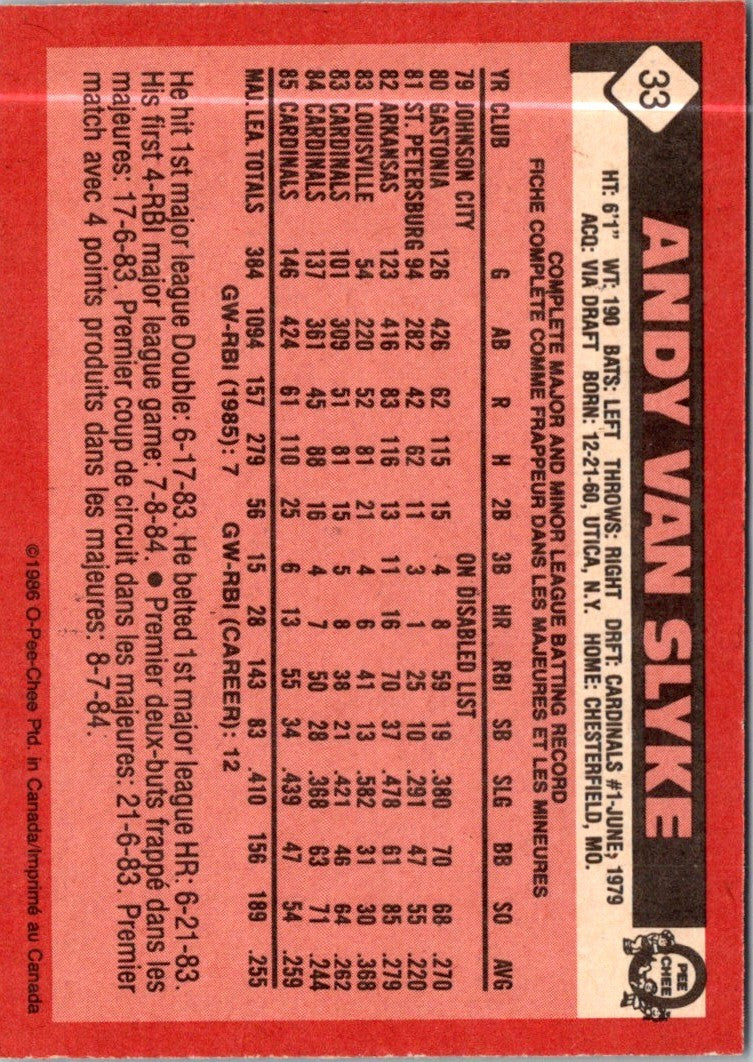 33
ANDY VAN SLYKE
O PEE CHEE
HT: 6'1" WT: 190 BATS: LEFT THROWS: RIGHT DRFT: CARDINALS #1-JUNE, 1979
ACQ: VIA DRAFT BORN: 12-21-60, UTICA, N.Y. HOME: CHESTERFIELD, MO.
COMPLETE MAJOR AND MINOR LEAGUE BATTING RECORD
FICHE COMPLÈTE COMME FRAPPEUR DANS LES MAJEURES ET LES MINEURES
YR CLUB G AB R H 2B 3B HR RBI SB SLG BB SO AVG
79 JOHNSON CITY ON DISABLED LIST
80 GASTONIA 126 426 62 115 15 4 8 59 19 .380 70 68 .270
81 ST. PETERSBURG 94 282 42 62 11 3 1 25 10 .291 47 55 .220
82 ARKANSAS 123 416 83 116 13 11 16 70 37 .478 61 85 .279
83 LOUISVILLE 54 220 52 81 21 4 6 41 13 .582 31 30 .368
83 CARDINALS 101 309 51 81 15 5 8 38 21 .421 46 64 .262
84 CARDINALS 137 361 45 88 16 4 7 50 28 .368 63 71 .244
85 CARDINALS 146 424 61 110 25 6 13 55 34 .439 47 54 .259
MAJ. LEA. TOTALS 384 1094 157 279 56 15 28 143 83 .410 156 189 .255
GW-RBI (1985): 7 GW-RBI (CAREER): 12
He hit 1st major league Double: 6-17-83. He belted 1st major league HR: 6-21-83.
His first 4-RBI major league game: 7-8-84. ● Premier deux-buts frappé dans les
majeures: 17-6-83. Premier coup de circuit dans les majeures: 21-6-83. Premier
match avec 4 points produits dans les majeures: 8-7-84.
©1986 O-Pee-Chee Ptd. in Canada/Imprimé au Canada